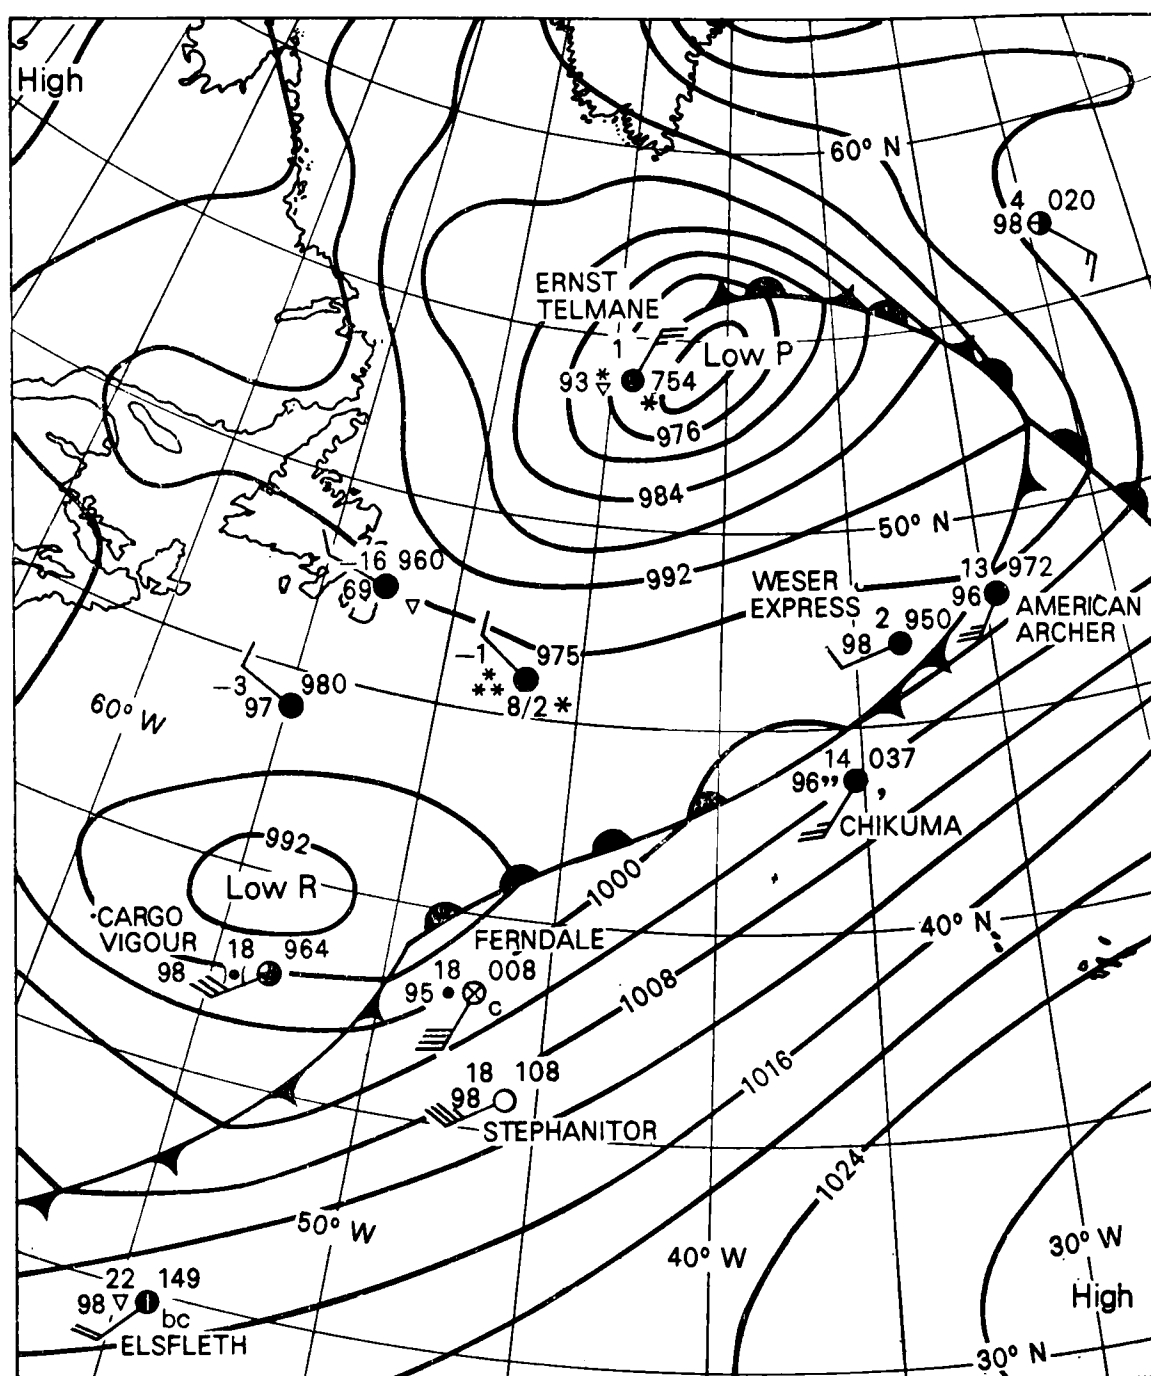 High
60° N
4 020
98
ERNST
TELMANE
1
Low P
93 754
976
984
50° N
992
-16 960
69
WESER
EXPRESS
13 972
96
AMERICAN
ARCHER
2 950
98
-1 975
8/2
-3 980
97
60° W
14 037
96 ,, ,
CHIKUMA
992
Low R
1000
CARGO
VIGOUR
18 964
98
FERNDALE
18 008
95
c
40° N
1008
18 108
98
STEPHANITOR
1016
1024
50° W
40° W
30° W
22 149
98
bc
ELSFLETH
High
30° N